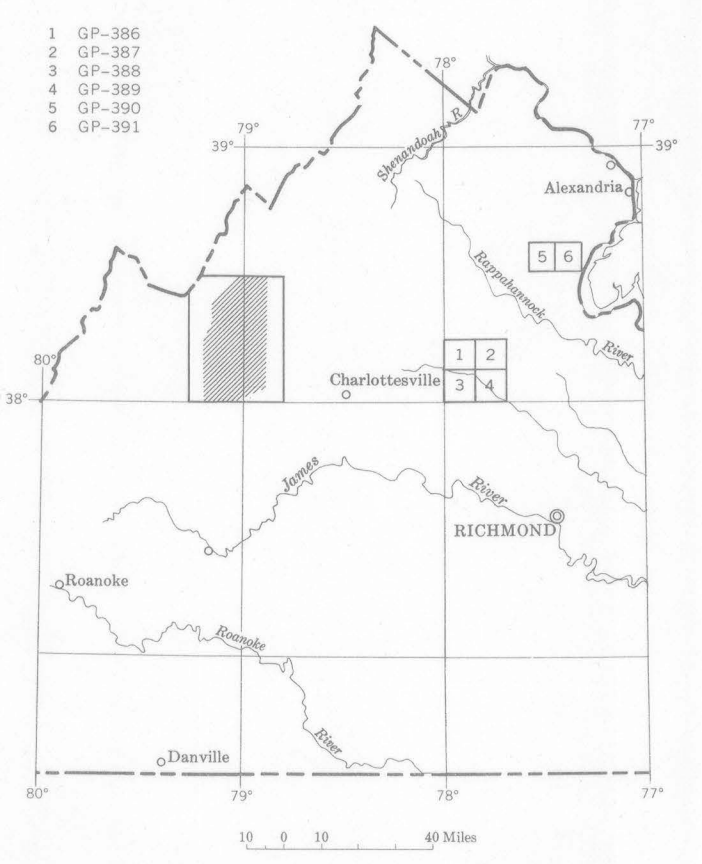 1 GP-386
2 GP-387
3 GP-388
4 GP-389
5 GP-390
6 GP-391
78°
79°
77°
39°
39°
Shenandoah R
Alexandria
5 6
Rappahannock
River
1 2
80°
Charlottesville
3 4
38°
James
River
RICHMOND
Roanoke
Roanoke
River
Danville
80°
79°
78°
77°
10 0 10 40 Miles